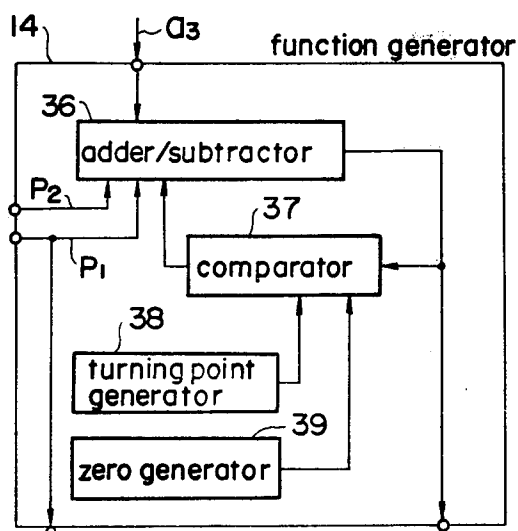 14
a3
function generator
36
adder/subtractor
P2
37
P1
comparator
38
turning point
generator
39
zero generator